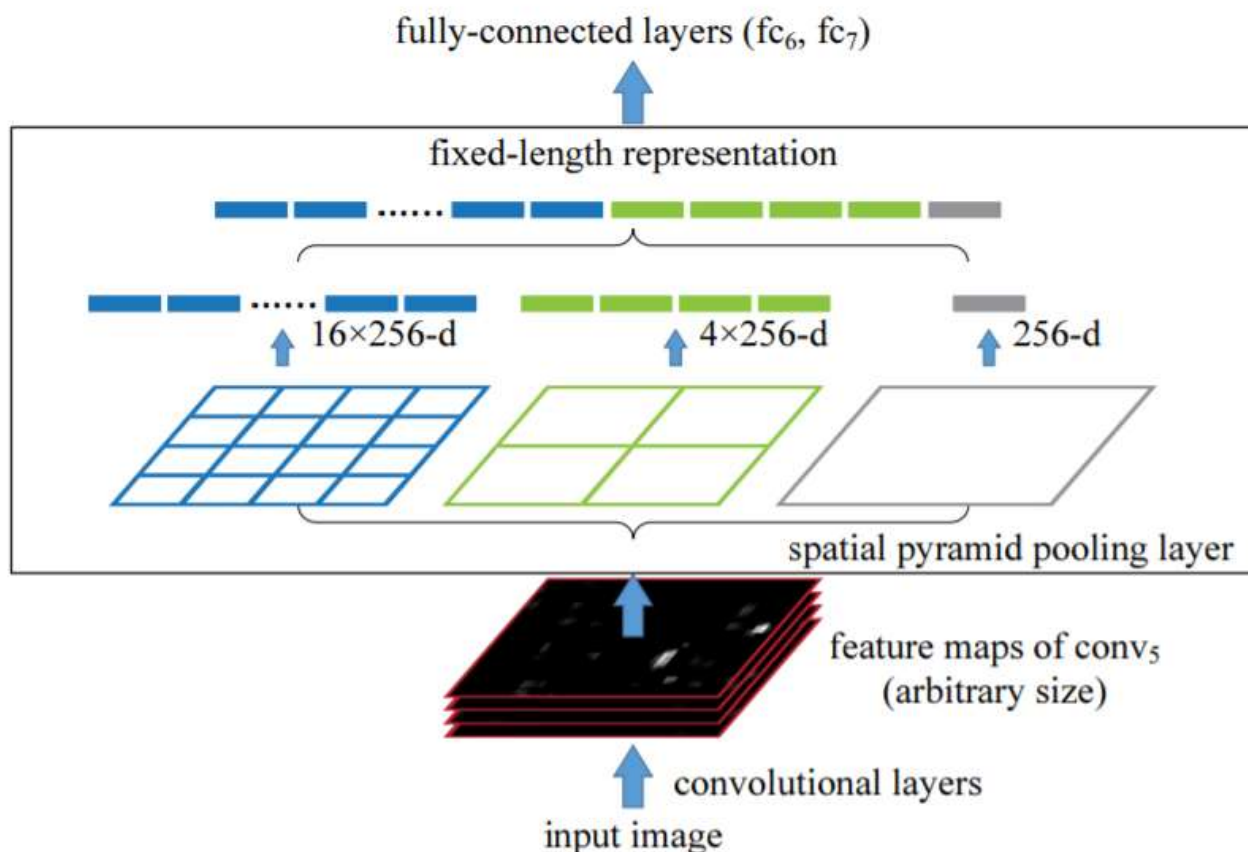 fully-connected layers (fc₆, fc₇)
fixed-length representation
......
......
16×256-d
4×256-d
256-d
spatial pyramid pooling layer
feature maps of conv₅
(arbitrary size)
convolutional layers
input image